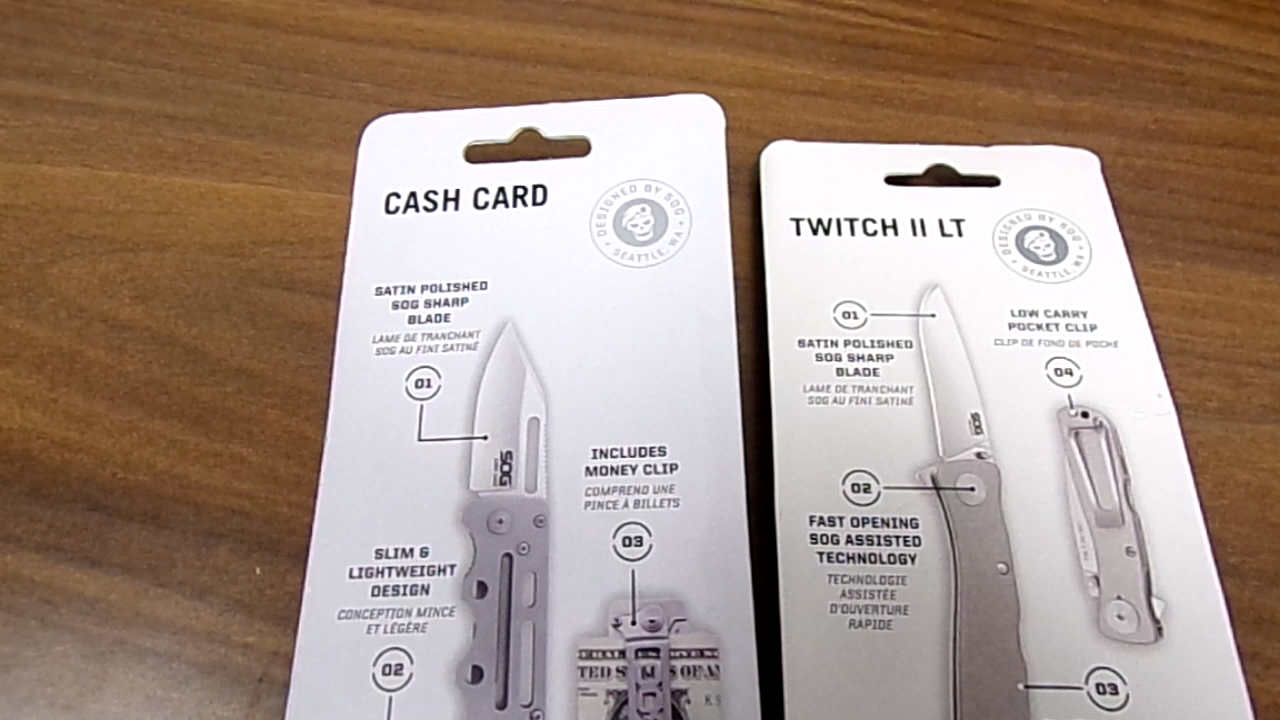 CASH CARD
DESIGNED BY SOG
SEATTLE, WA
SATIN POLISHED
SOG SHARP
BLADE
LAME DE TRANCHANT
SOG AU FINI SATINÉ
01
SOG
INCLUDES
MONEY CLIP
COMPREND UNE
PINCE À BILLETS
03
SLIM &
LIGHTWEIGHT
DESIGN
CONCEPTION MINCE
ET LÉGÈRE
02
TWITCH II LT
DESIGNED BY SOG
SEATTLE, WA
01
SATIN POLISHED
SOG SHARP
BLADE
LAME DE TRANCHANT
SOG AU FINI SATINÉ
SOG
LOW CARRY
POCKET CLIP
CLIP DE FOND DE POCHE
04
02
FAST OPENING
SOG ASSISTED
TECHNOLOGY
TECHNOLOGIE
ASSISTÉE
D'OUVERTURE
RAPIDE
03